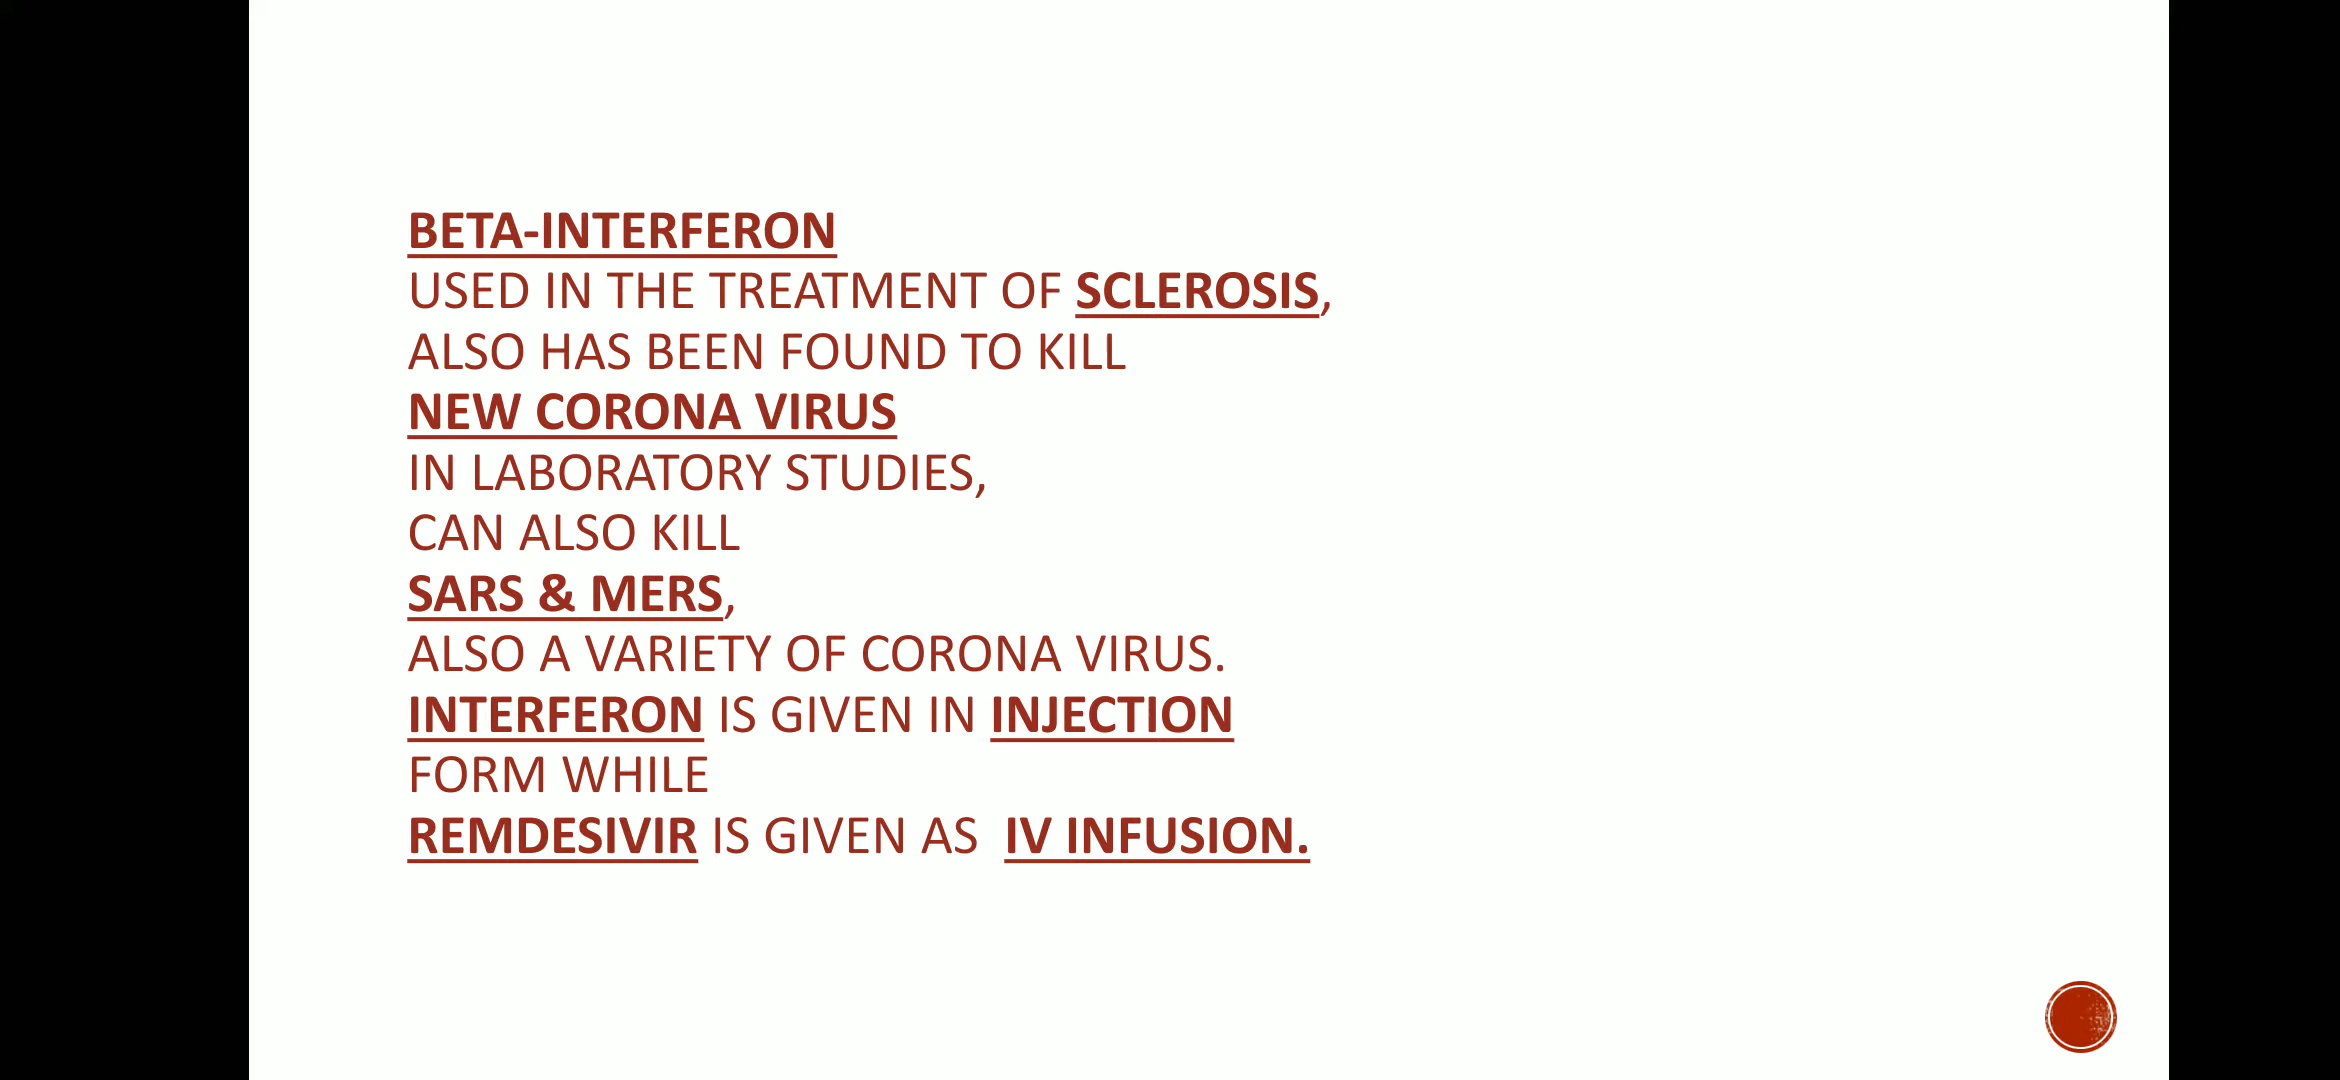 BETA-INTERFERON
USED IN THE TREATMENT OF SCLEROSIS,
ALSO HAS BEEN FOUND TO KILL
NEW CORONA VIRUS
IN LABORATORY STUDIES,
CAN ALSO KILL
SARS & MERS,
ALSO A VARIETY OF CORONA VIRUS.
INTERFERON IS GIVEN IN INJECTION
FORM WHILE
REMDESIVIR IS GIVEN AS  IV INFUSION.